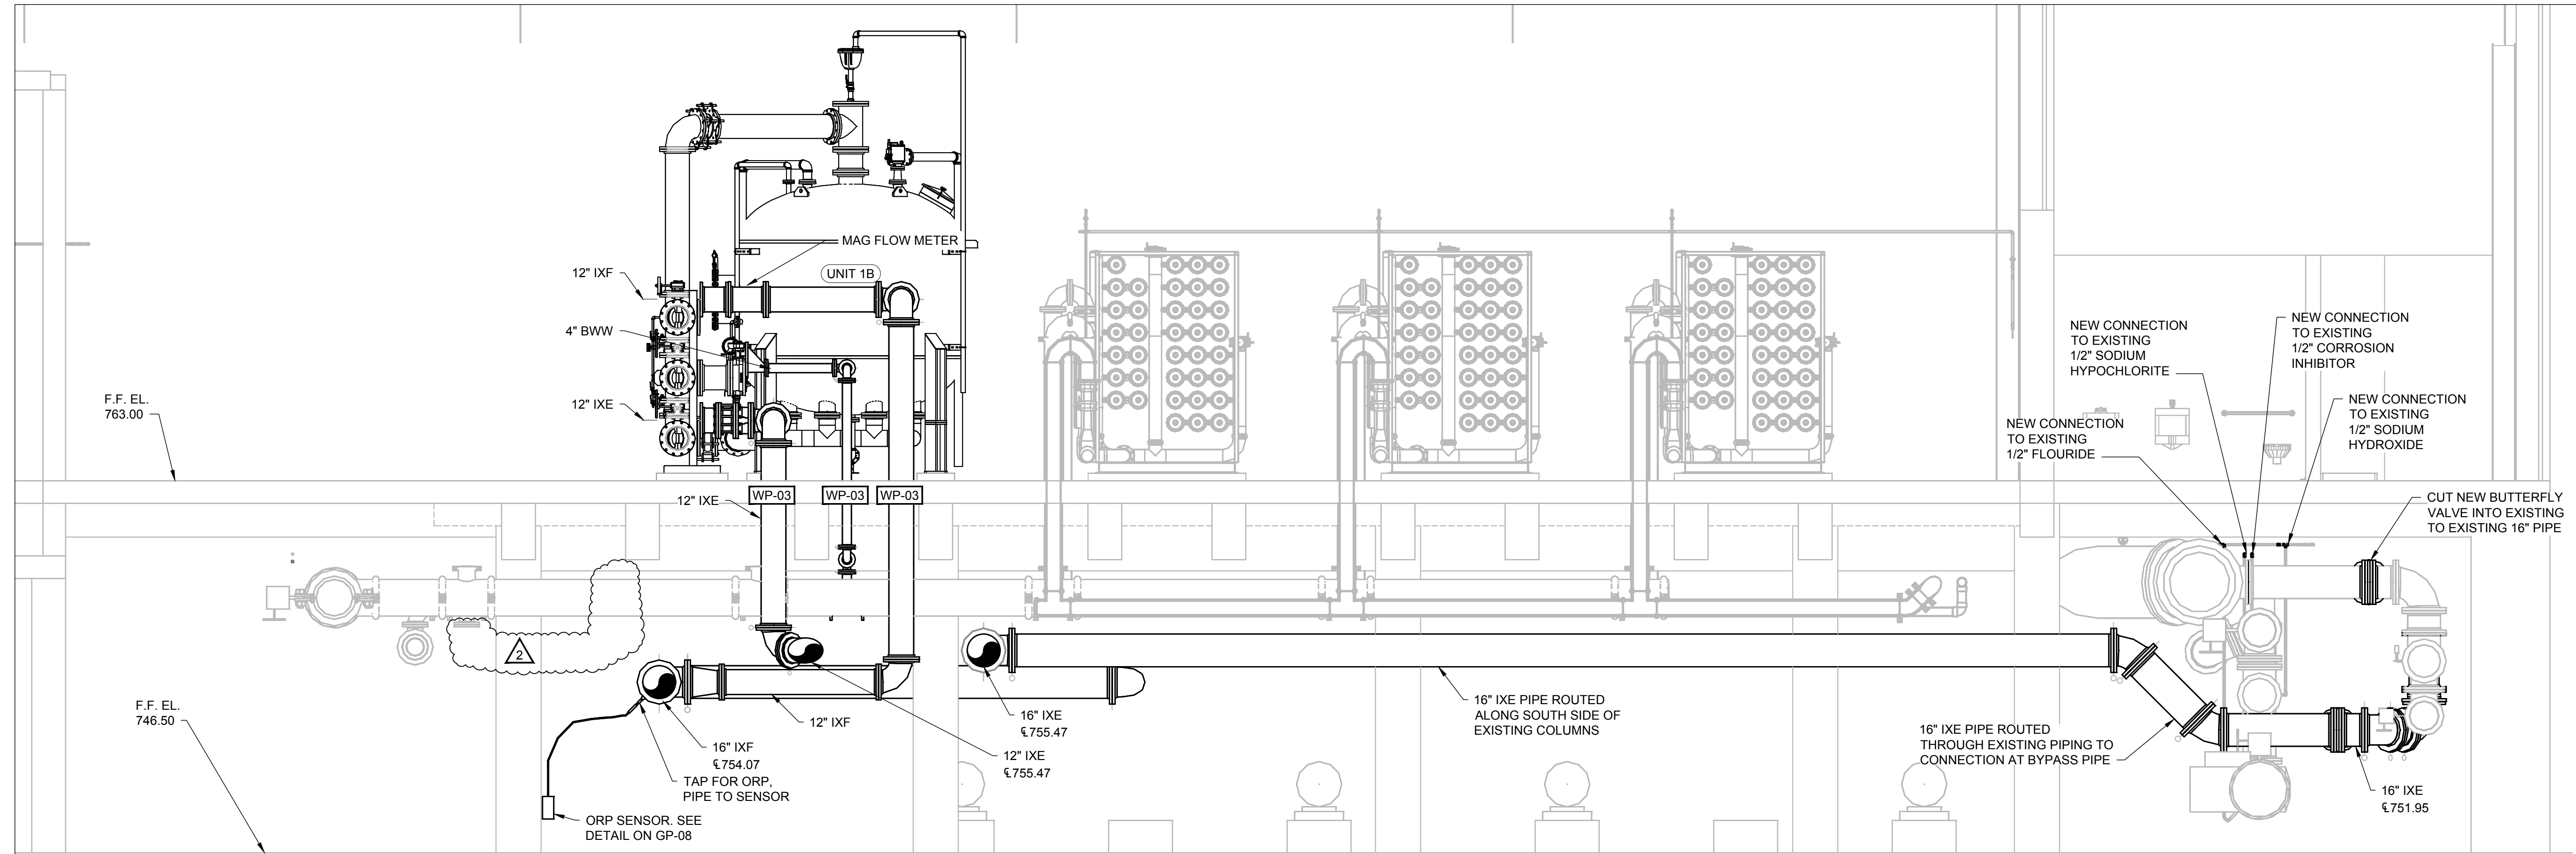 MAG FLOW METER
UNIT 1B
12" IXF
4" BWW
12" IXE
F.F. EL.
763.00
12" IXE
WP-03
WP-03
WP-03
NEW CONNECTION
TO EXISTING
1/2" SODIUM
HYPOCHLORITE
NEW CONNECTION
TO EXISTING
1/2" CORROSION
INHIBITOR
NEW CONNECTION
TO EXISTING
1/2" FLOURIDE
NEW CONNECTION
TO EXISTING
1/2" SODIUM
HYDROXIDE
CUT NEW BUTTERFLY
VALVE INTO EXISTING
TO EXISTING 16" PIPE
2
F.F. EL.
746.50
12" IXF
16" IXF
℄754.07
TAP FOR ORP,
PIPE TO SENSOR
ORP SENSOR. SEE
DETAIL ON GP-08
16" IXE
℄755.47
12" IXE
℄755.47
16" IXE PIPE ROUTED
ALONG SOUTH SIDE OF
EXISTING COLUMNS
16" IXE PIPE ROUTED
THROUGH EXISTING PIPING TO
CONNECTION AT BYPASS PIPE
16" IXE
℄751.95